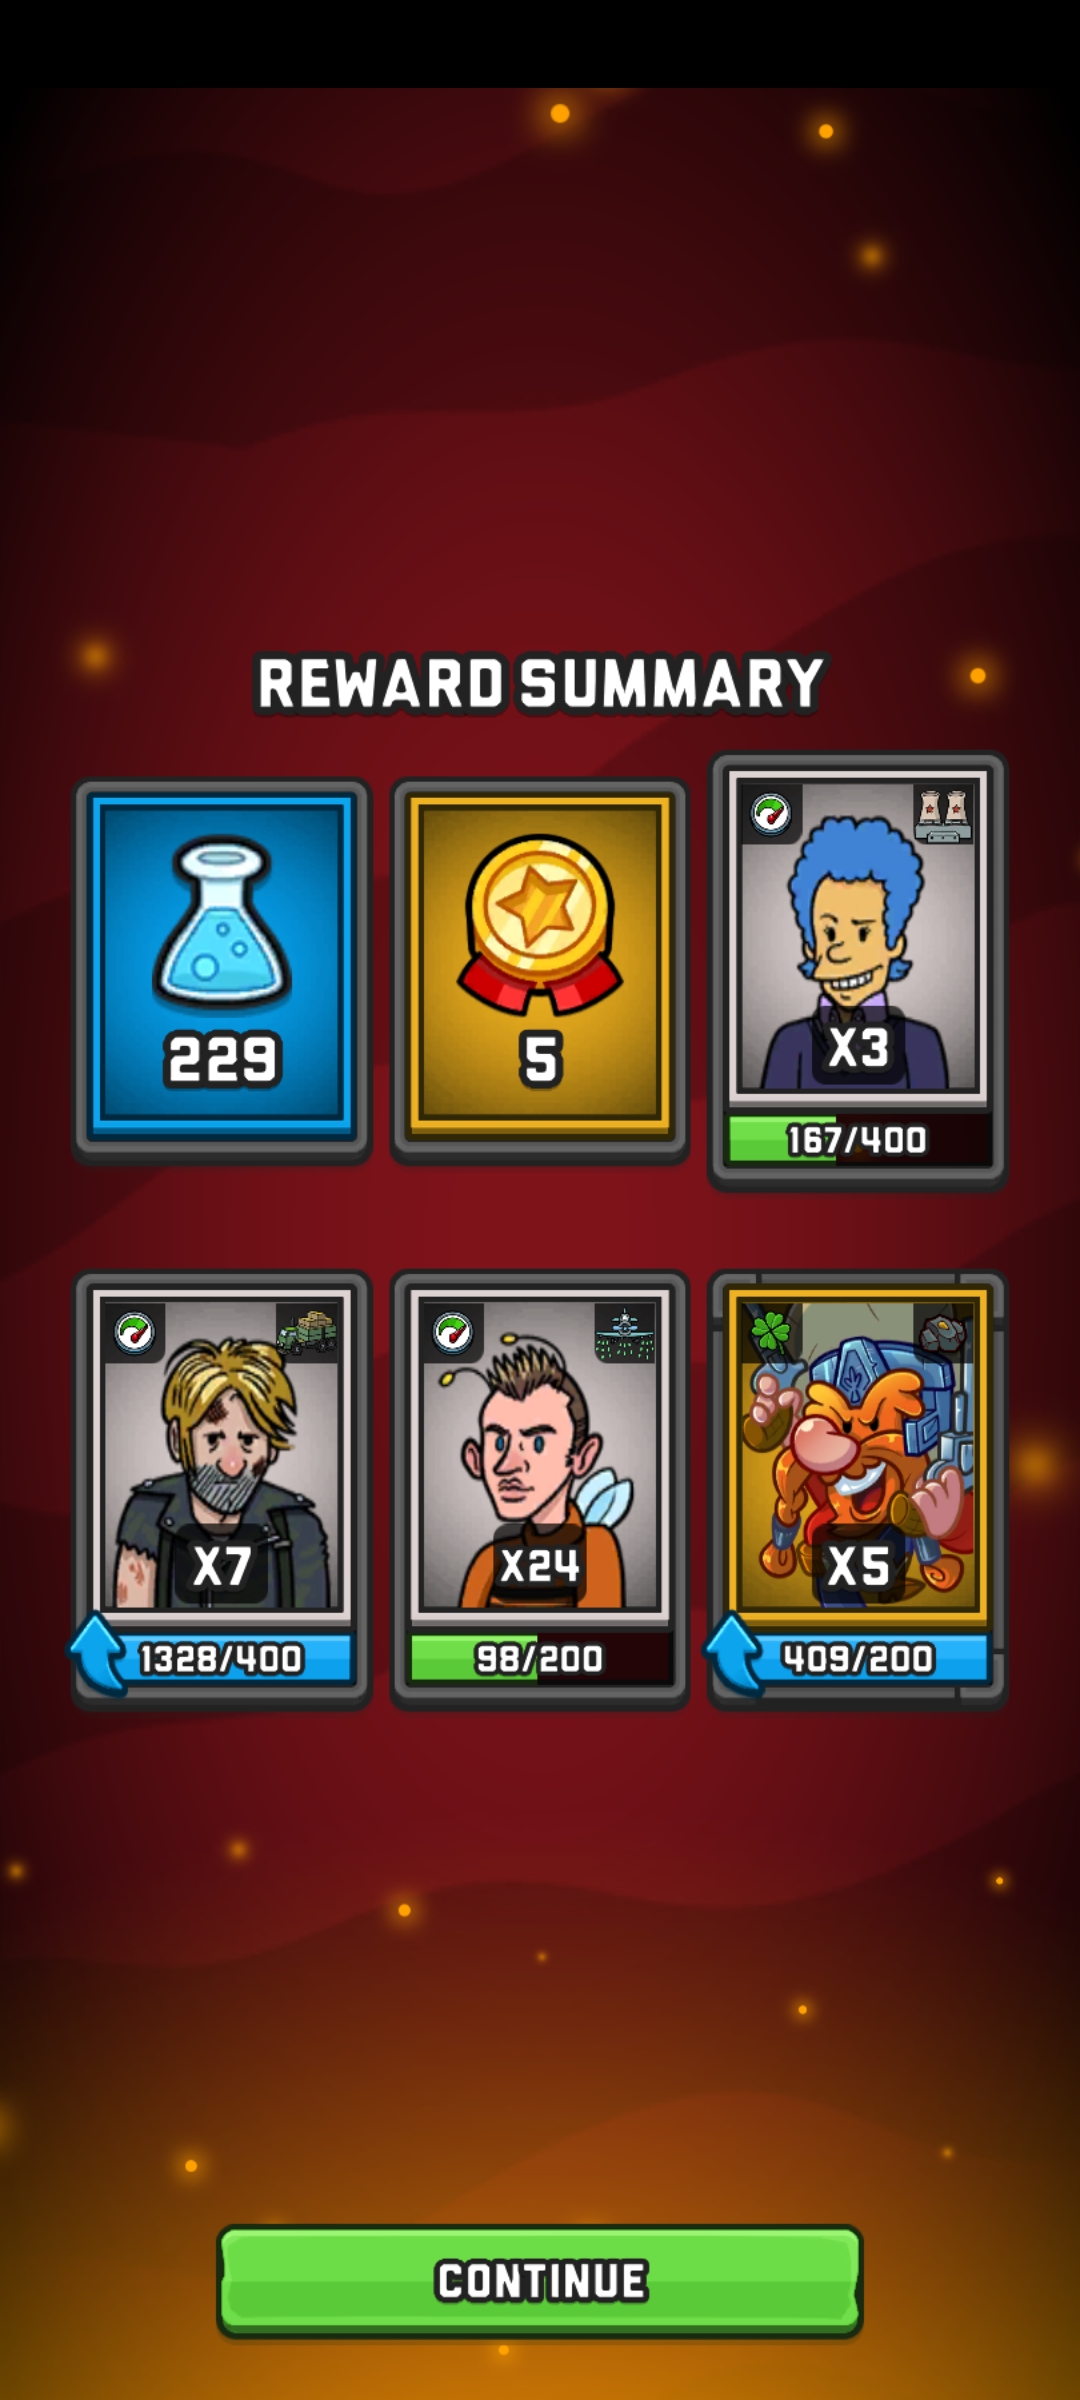 REWARD SUMMARY
229
5
X3
167/400
X7
X24
X5
1328/400
98/200
409/200
CONTINUE